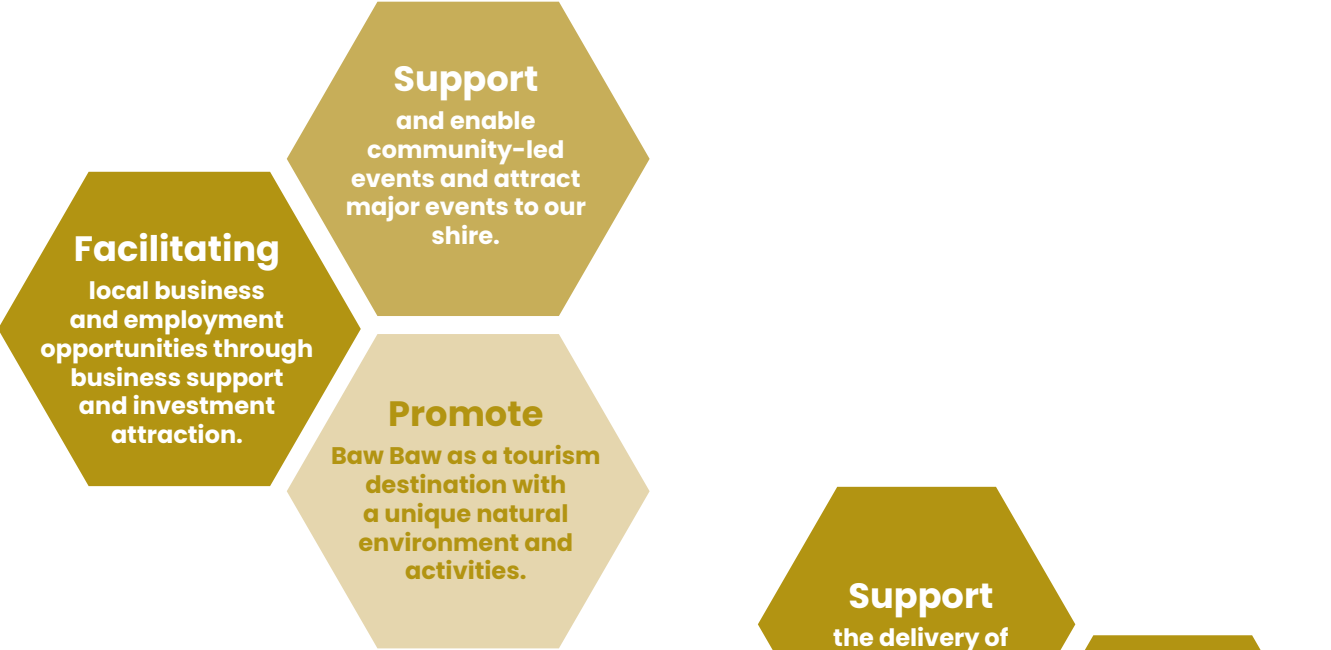 Support
and enable
community-led
events and attract
major events to our
shire.
Facilitating
local business
and employment
opportunities through
business support
and investment
attraction.
Promote
Baw Baw as a tourism
destination with
a unique natural
environment and
activities.
Support
the delivery of